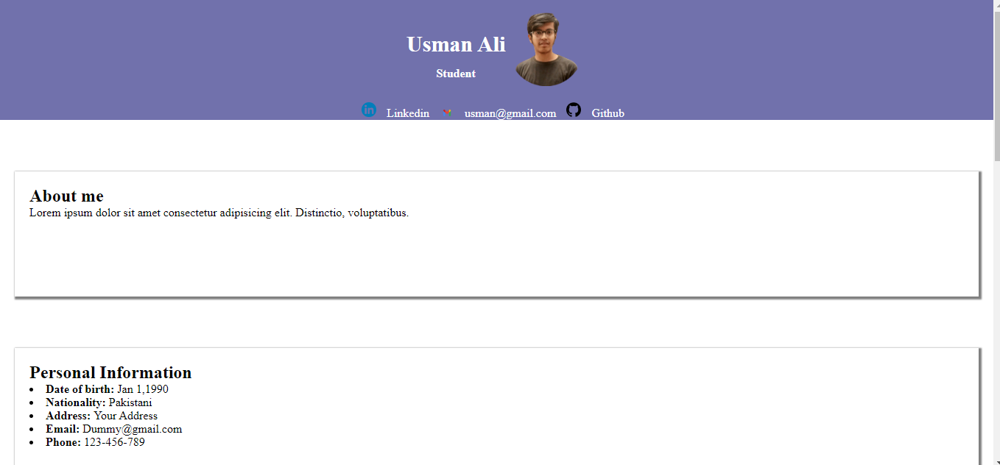 Usman Ali
Student
Linkedin usman@gmail.com Github
About me
Lorem ipsum dolor sit amet consectetur adipisicing elit. Distinctio, voluptatibus.
Personal Information
Date of birth: Jan 1,1990
Nationality: Pakistani
Address: Your Address
Email: Dummy@gmail.com
Phone: 123-456-789